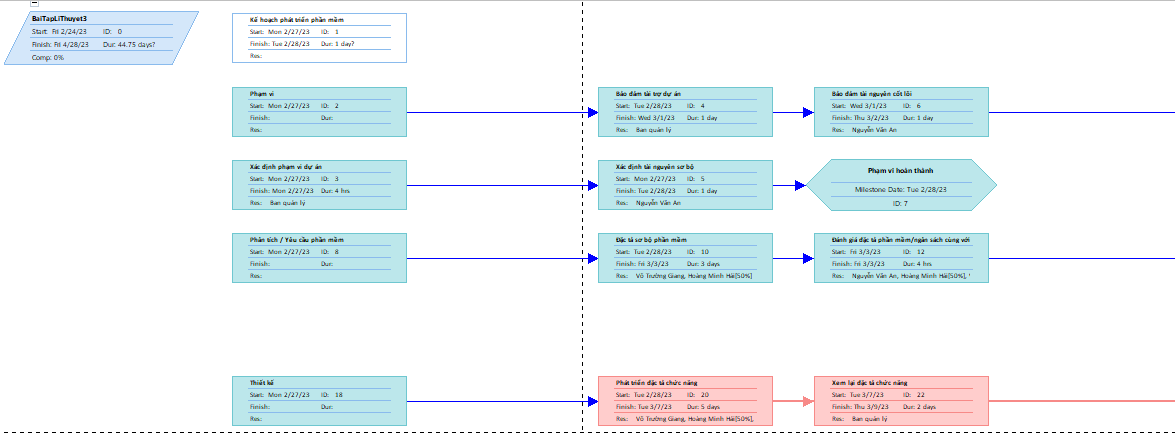 BaiTapLiThuyet3
Start: Fri 2/24/23 ID: 0
Finish: Fri 4/28/23 Dur: 44.75 days?
Comp: 0%
Kế hoạch phát triển phần mềm
Start: Mon 2/27/23 ID: 1
Finish: Tue 2/28/23 Dur: 1 day?
Res:
Phạm vi
Start: Mon 2/27/23 ID: 2
Finish: Dur:
Res:
Bảo đảm tài trợ dự án
Start: Tue 2/28/23 ID: 4
Finish: Wed 3/1/23 Dur: 1 day
Res: Ban quản lý
Bảo đảm tài nguyên cốt lõi
Start: Wed 3/1/23 ID: 6
Finish: Thu 3/2/23 Dur: 1 day
Res: Nguyễn Văn An
Xác định phạm vi dự án
Start: Mon 2/27/23 ID: 3
Finish: Mon 2/27/23 Dur: 4 hrs
Res: Ban quản lý
Xác định tài nguyên sơ bộ
Start: Mon 2/27/23 ID: 5
Finish: Tue 2/28/23 Dur: 1 day
Res: Nguyễn Văn An
Phạm vi hoàn thành
Milestone Date: Tue 2/28/23
ID: 7
Phân tích / Yêu cầu phần mềm
Start: Mon 2/27/23 ID: 8
Finish: Dur:
Res:
Đặc tả sơ bộ phần mềm
Start: Tue 2/28/23 ID: 10
Finish: Fri 3/3/23 Dur: 3 days
Res: Võ Trường Giang, Hoàng Minh Hải[50%]
Đánh giá đặc tả phần mềm/ngân sách cùng với
Start: Fri 3/3/23 ID: 12
Finish: Fri 3/3/23 Dur: 4 hrs
Res: Nguyễn Văn An, Hoàng Minh Hải[50%],
Thiết kế
Start: Mon 2/27/23 ID: 18
Finish: Dur:
Res:
Phát triển đặc tả chức năng
Start: Tue 2/28/23 ID: 20
Finish: Tue 3/7/23 Dur: 5 days
Res: Võ Trường Giang, Hoàng Minh Hải[50%],
Xem lại đặc tả chức năng
Start: Tue 3/7/23 ID: 22
Finish: Thu 3/9/23 Dur: 2 days
Res: Ban quản lý